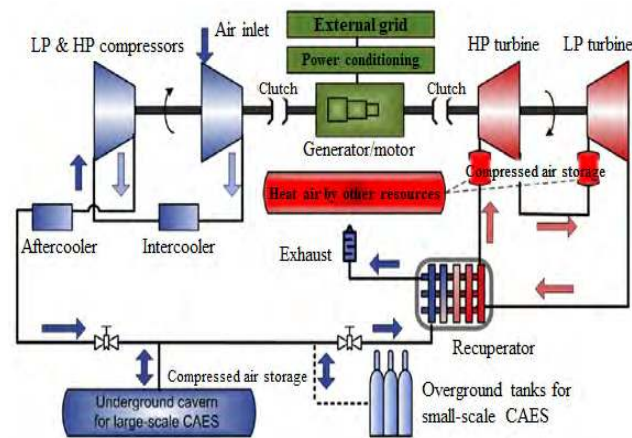 External grid
LP & HP compressors
Air inlet
HP turbine
LP turbine
Power conditioning
Clutch
Clutch
Generator/motor
Compressed air storage
Heat air by other resources
Aftercooler
Intercooler
Exhaust
Recuperator
Compressed air storage
Underground cavern
for large-scale CAES
Overground tanks for
small-scale CAES